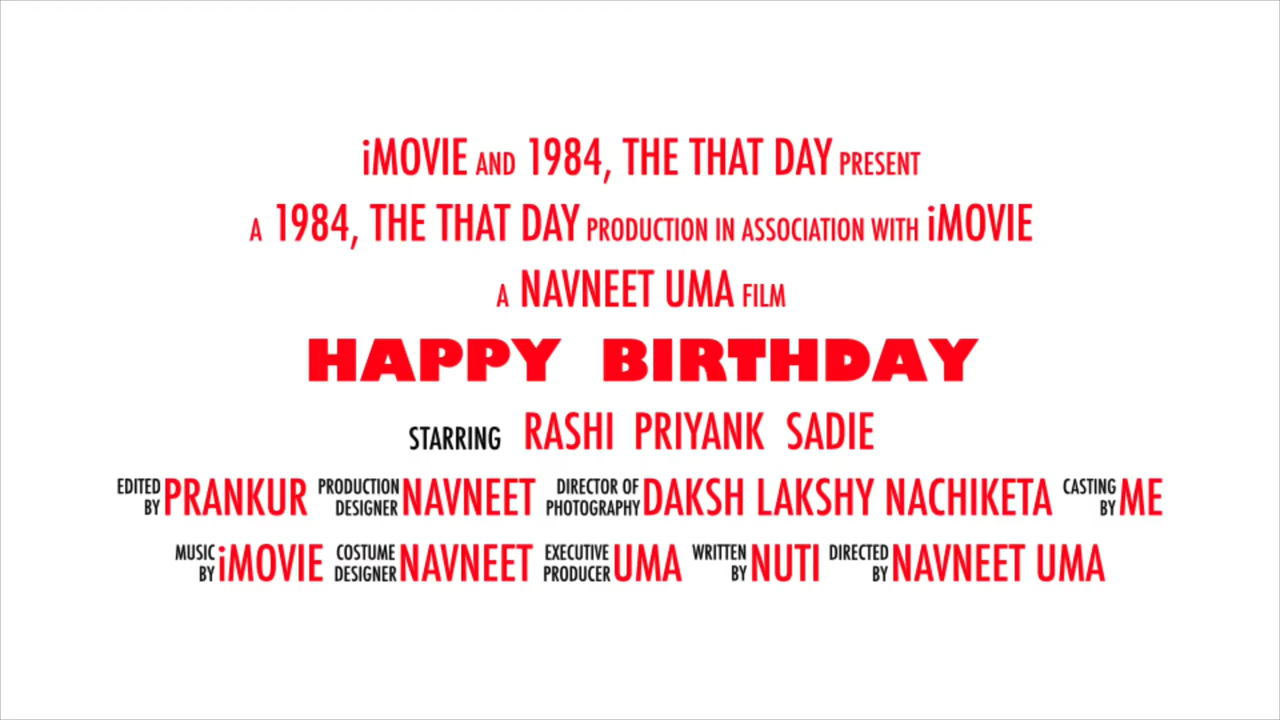 iMOVIE AND 1984, THE THAT DAY PRESENT
A 1984, THE THAT DAY PRODUCTION IN ASSOCIATION WITH iMOVIE
A NAVNEET UMA FILM
HAPPY BIRTHDAY
STARRING RASHI PRIYANK SADIE
EDITED BY PRANKUR PRODUCTION DESIGNER NAVNEET DIRECTOR OF PHOTOGRAPHY DAKSH LAKSHY NACHIKETA CASTING BY ME
MUSIC BY iMOVIE COSTUME DESIGNER NAVNEET EXECUTIVE PRODUCER UMA WRITTEN BY NUTI DIRECTED BY NAVNEET UMA